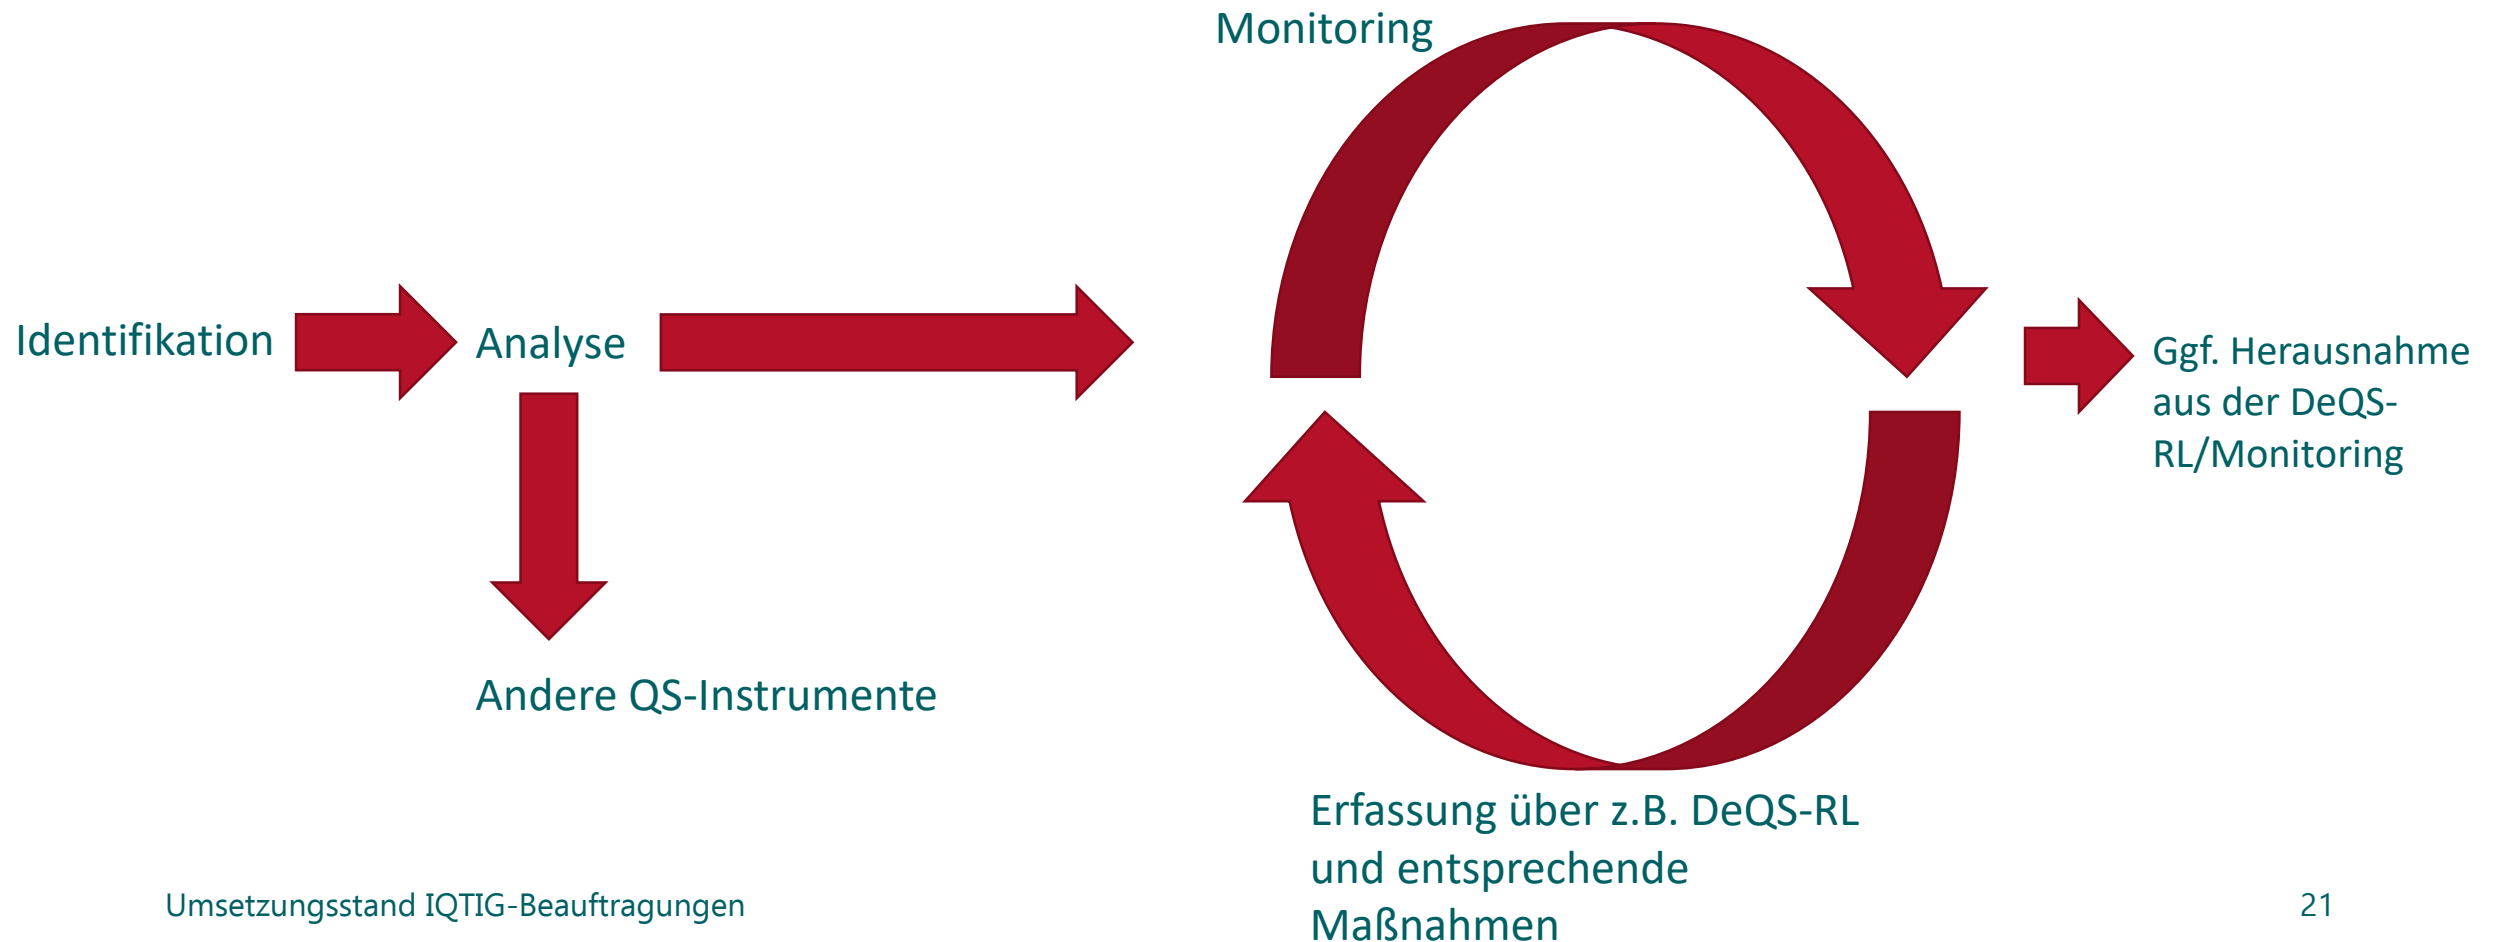 Monitoring
Identifikation
Analyse
Ggf. Herausnahme
aus der DeQS-
RL/Monitoring
Andere QS-Instrumente
Erfassung über z.B. DeQS-RL
und entsprechende
Maßnahmen
Umsetzungsstand IQTIG-Beauftragungen
21